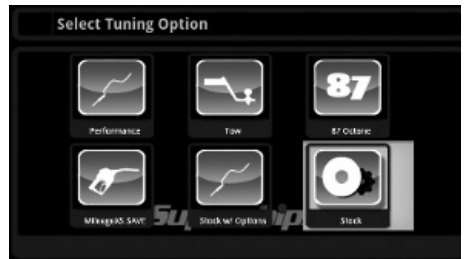 Select Tuning Option
Performance
Tow
87
87 Octane
MileageXS SAVE
Stock w/ Options
Stock